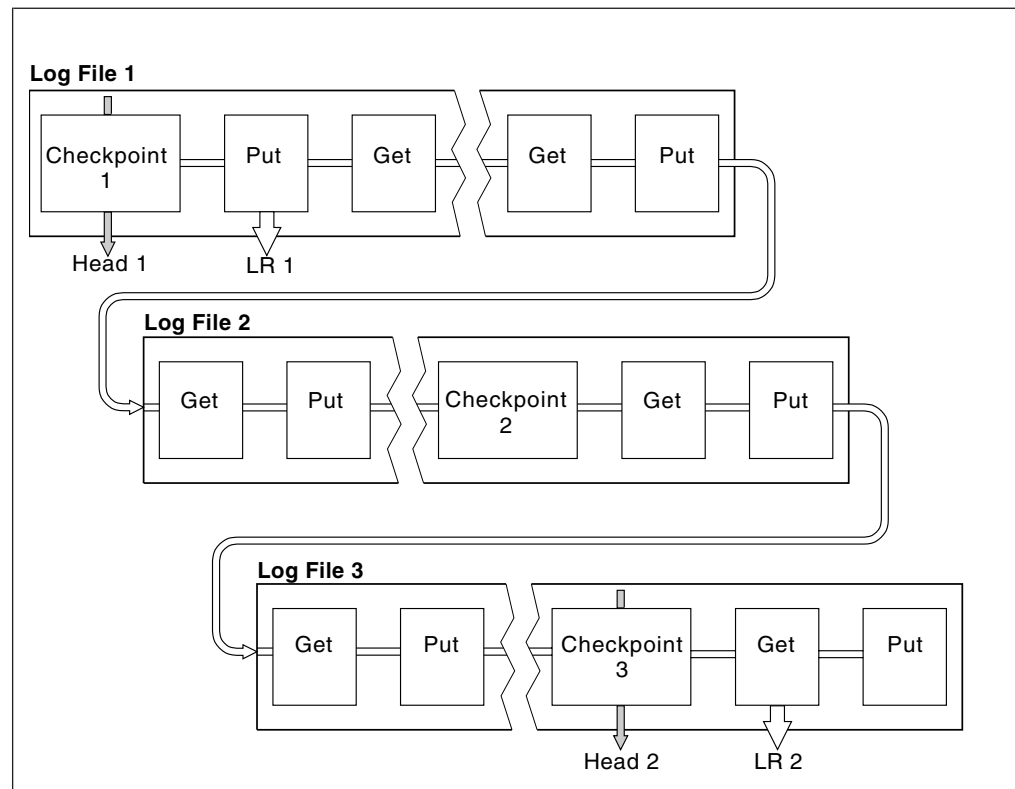 Log File 1
Checkpoint
1
Put
Get
Get
Put
Head 1
LR 1
Log File 2
Get
Put
Checkpoint
2
Get
Put
Log File 3
Get
Put
Checkpoint
3
Get
Put
Head 2
LR 2